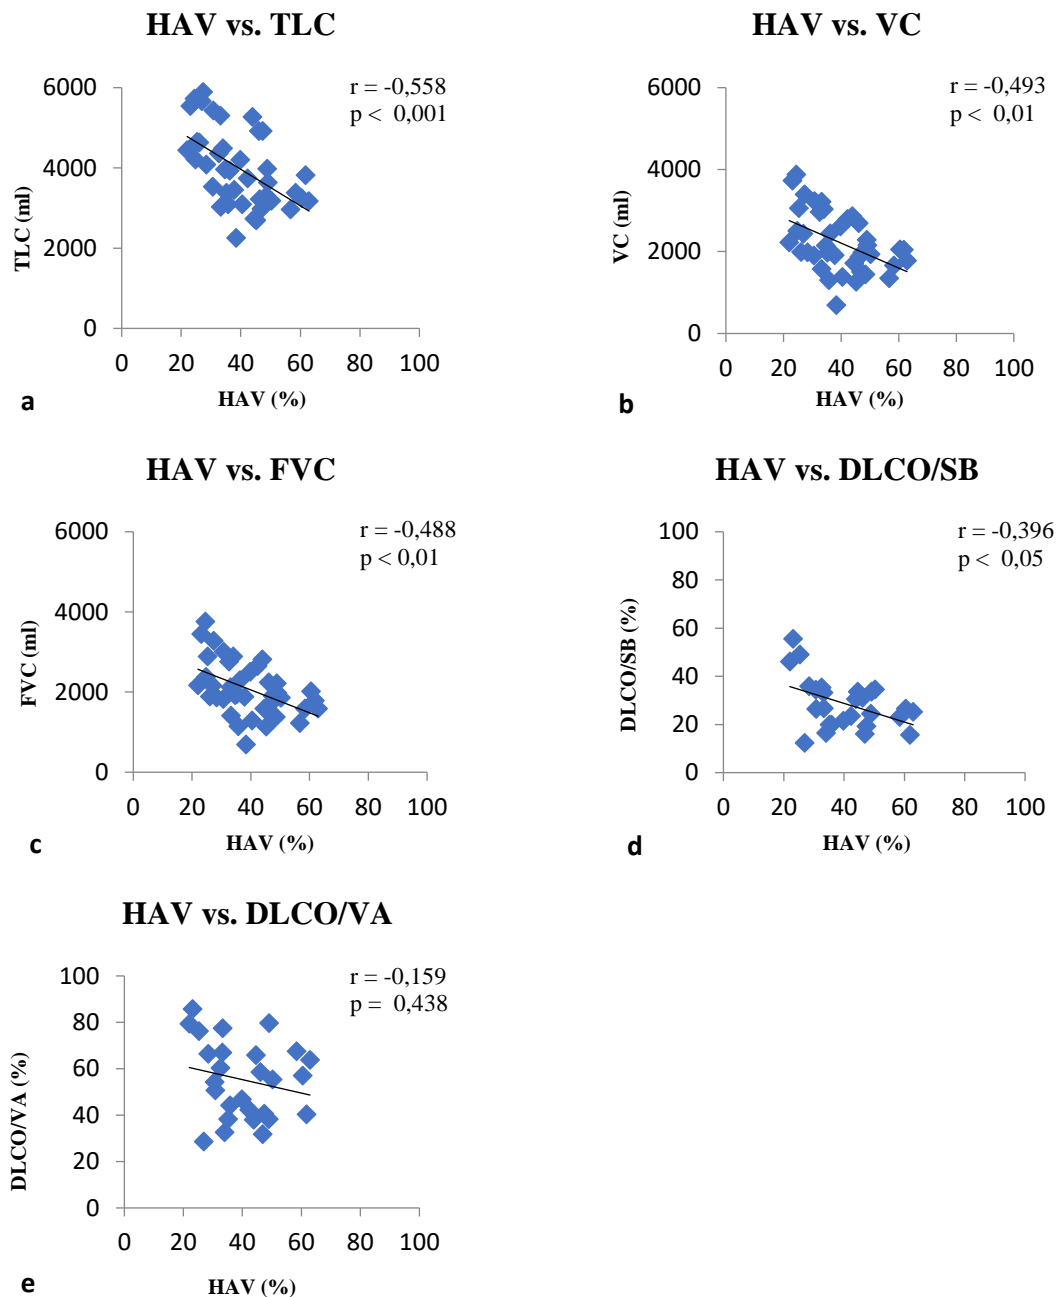 HAV vs. TLC
r = -0,558
p < 0,001
6000
4000
2000
0
TLC (ml)
0 20 40 60 80 100
HAV (%)
a
HAV vs. VC
r = -0,493
p < 0,01
6000
4000
2000
0
VC (ml)
0 20 40 60 80 100
HAV (%)
b
HAV vs. FVC
r = -0,488
p < 0,01
6000
4000
2000
0
FVC (ml)
0 20 40 60 80 100
HAV (%)
c
HAV vs. DLCO/SB
r = -0,396
p < 0,05
100
80
60
40
20
0
DLCO/SB (%)
0 20 40 60 80 100
HAV (%)
d
HAV vs. DLCO/VA
r = -0,159
p = 0,438
100
80
60
40
20
0
DLCO/VA (%)
0 20 40 60 80 100
HAV (%)
e